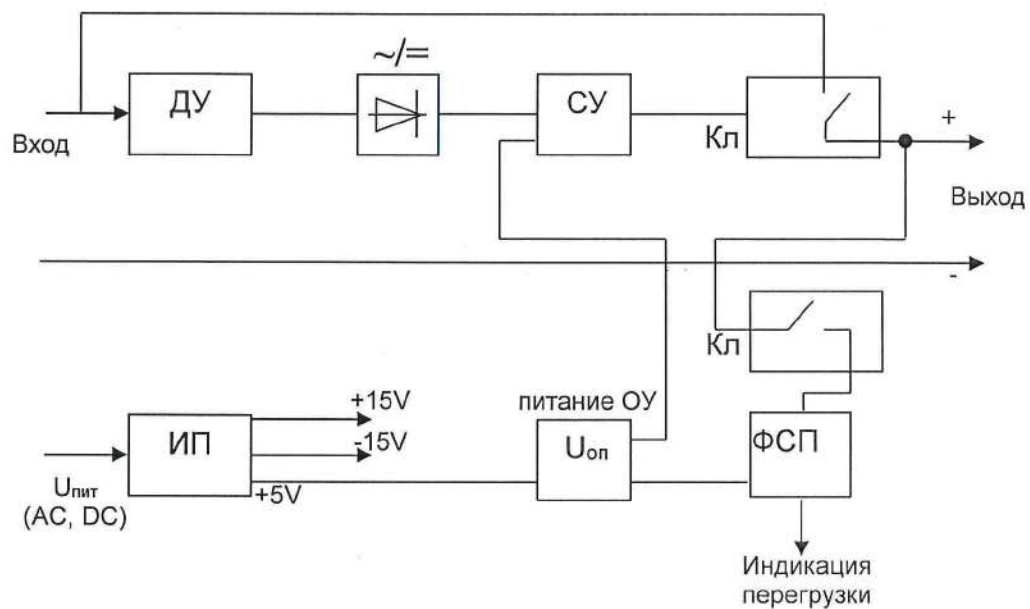 ~/=
ДУ
СУ
Кл
+
Вход
Выход
-
Кл
+15V
питание ОУ
ИП
-15V
Uоп
ФСП
Uпит
+5V
(AC, DC)
Индикация
перегрузки